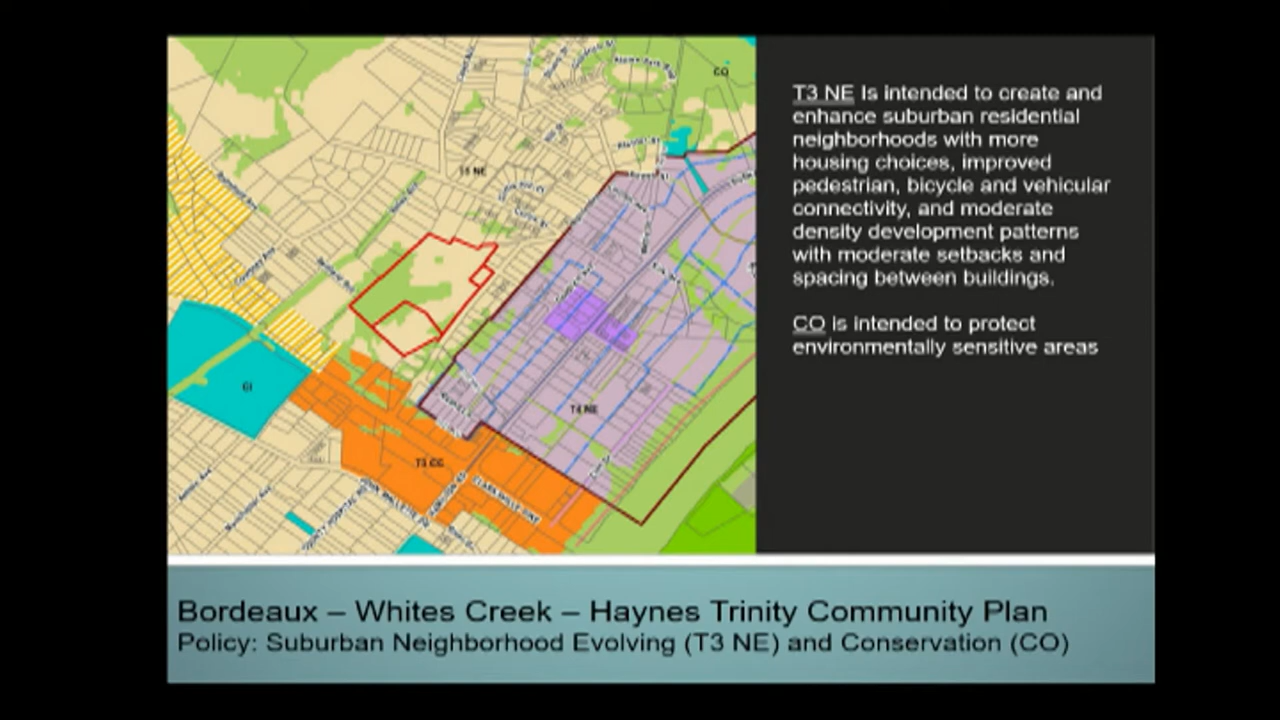 CO
T3 NE
GI
T4 NE
T3 CC
CLARKSVILLE PIKE
T3 NE Is intended to create and
enhance suburban residential
neighborhoods with more
housing choices, improved
pedestrian, bicycle and vehicular
connectivity, and moderate
density development patterns
with moderate setbacks and
spacing between buildings.
CO is intended to protect
environmentally sensitive areas
Bordeaux – Whites Creek – Haynes Trinity Community Plan
Policy: Suburban Neighborhood Evolving (T3 NE) and Conservation (CO)